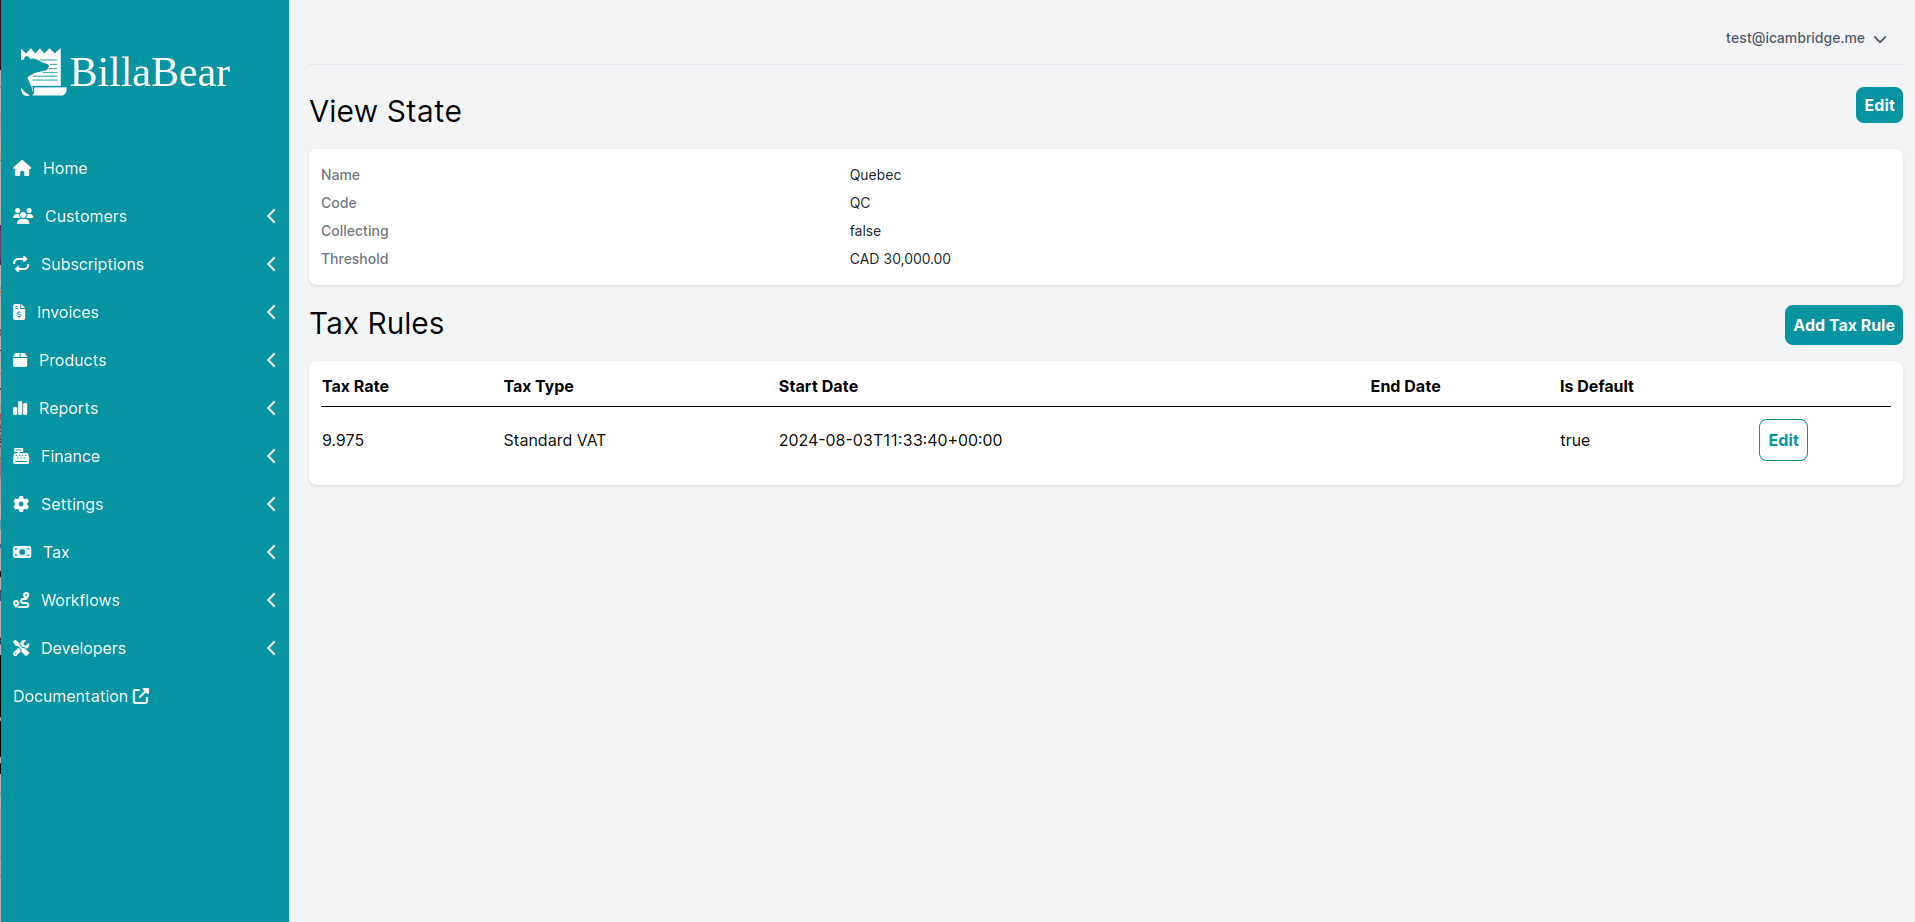 BillaBear
test@icambridge.me
Home
Customers
Subscriptions
Invoices
Products
Reports
Finance
Settings
Tax
Workflows
Developers
Documentation
View State
Edit
Name Quebec
Code QC
Collecting false
Threshold CAD 30,000.00
Tax Rules
Add Tax Rule
Tax Rate Tax Type Start Date End Date Is Default
9.975 Standard VAT 2024-08-03T11:33:40+00:00 true Edit